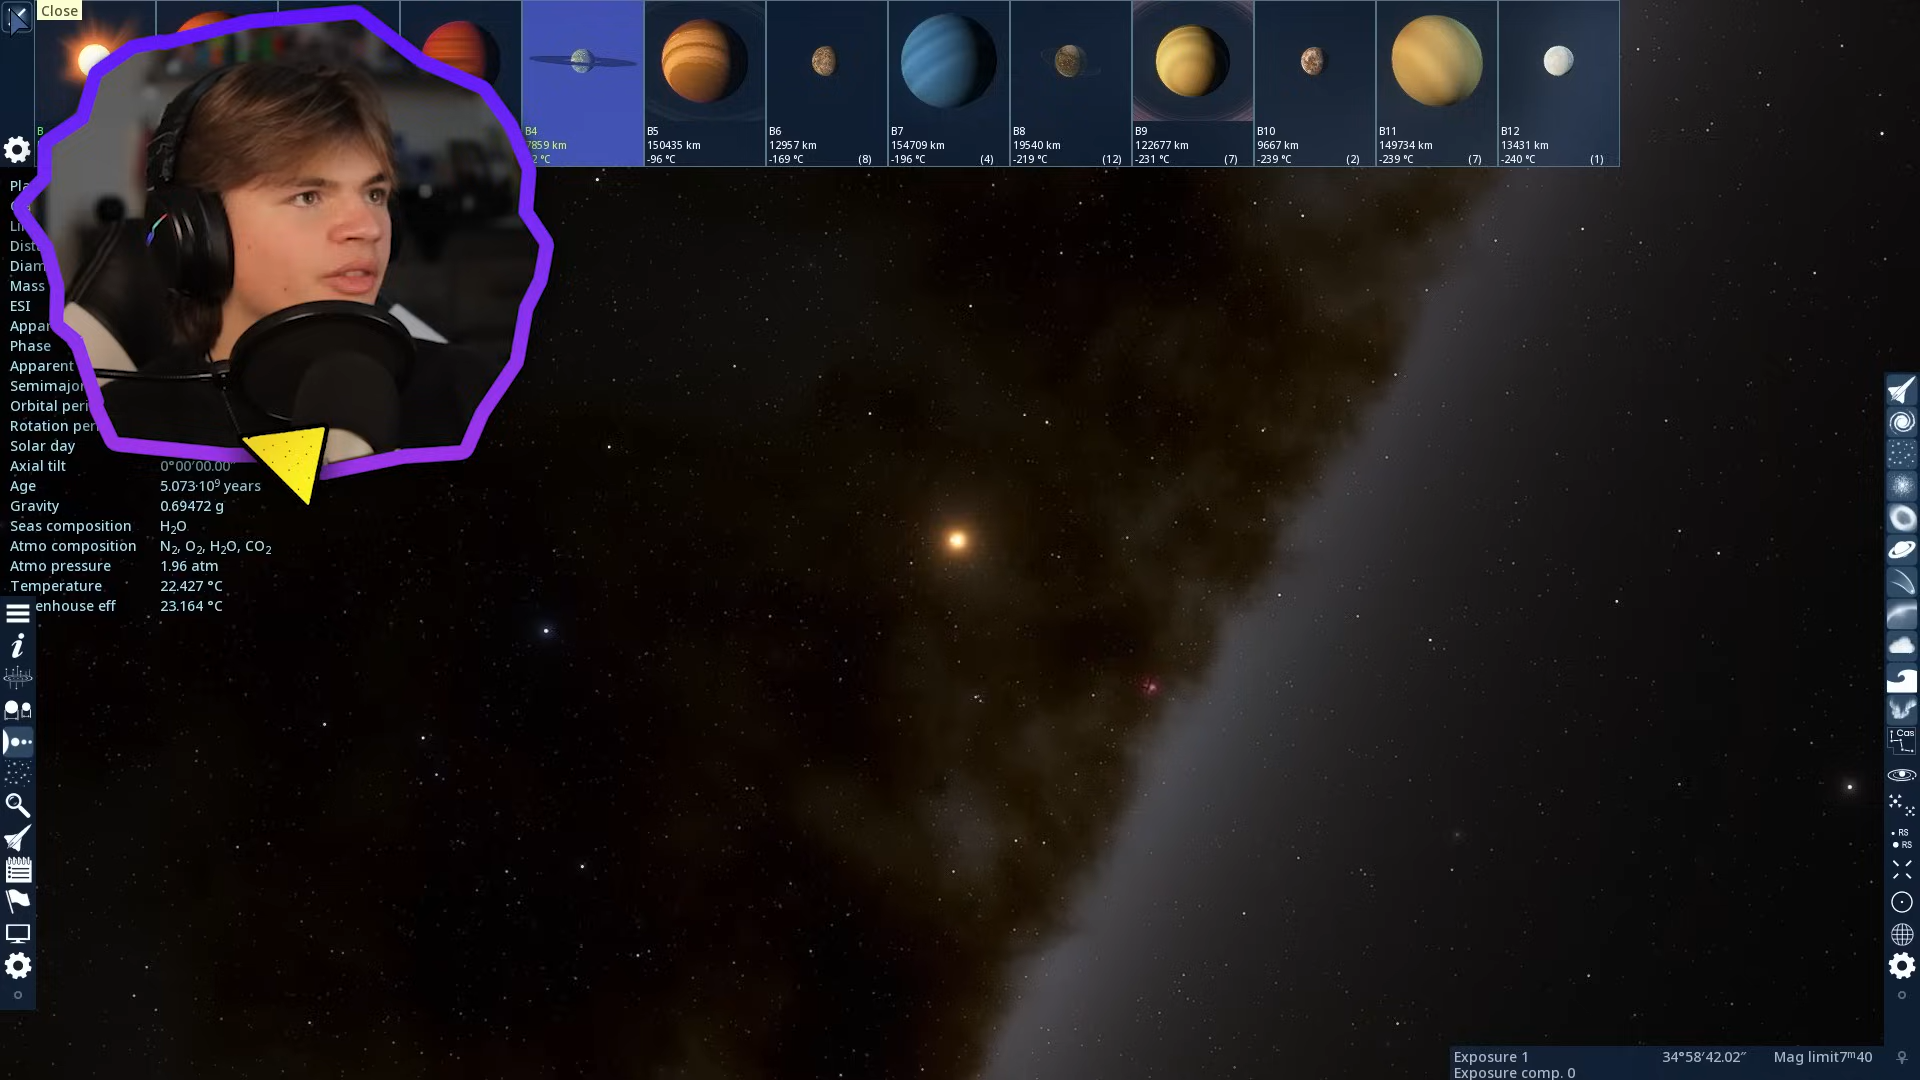 Close
B
B4
7859 km
2 °C
B5
150435 km
-96 °C
B6
12957 km
-169 °C (8)
B7
154709 km
-196 °C (4)
B8
19540 km
-219 °C (12)
B9
122677 km
-231 °C (7)
B10
9667 km
-239 °C (2)
B11
149734 km
-239 °C (7)
B12
13431 km
-240 °C (1)
Pla
Dist
Diam
Mass
ESI
Appar
Phase
Apparent
Semimajor
Orbital peri
Rotation per
Solar day
Axial tilt 0°00′00.00″
Age 5.073·10⁹ years
Gravity 0.69472 g
Seas composition H₂O
Atmo composition N₂, O₂, H₂O, CO₂
Atmo pressure 1.96 atm
Temperature 22.427 °C
enhouse eff 23.164 °C
Cas
RS
RS
Exposure 1 34°58′42.02″ Mag limit7ᵐ40
Exposure comp. 0